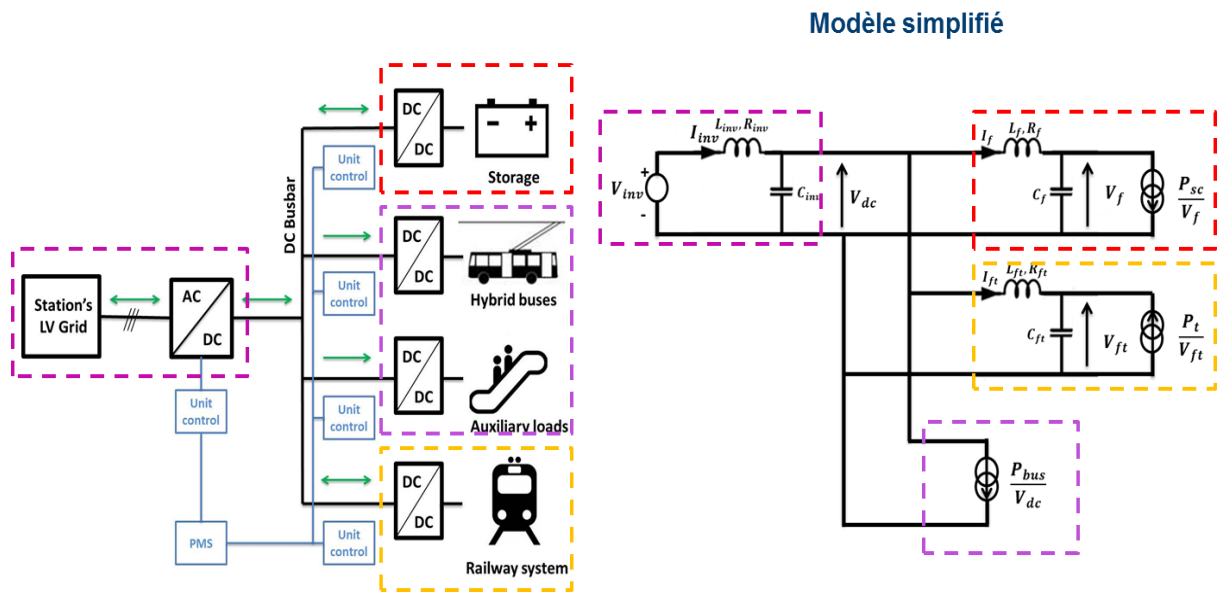 Modèle simplifié
DC
DC
Storage
Unit
control
DC Busbar
DC
DC
Hybrid buses
Unit
control
Station's
LV Grid
AC
DC
DC
DC
Auxiliary loads
Unit
control
Unit
control
DC
DC
Railway system
PMS
Unit
control
L_inv, R_inv
I_inv
V_inv
+
-
C_inv
V_dc
L_f, R_f
I_f
C_f
V_f
P_sc
V_f
L_ft, R_ft
I_ft
C_ft
V_ft
P_t
V_ft
P_bus
V_dc